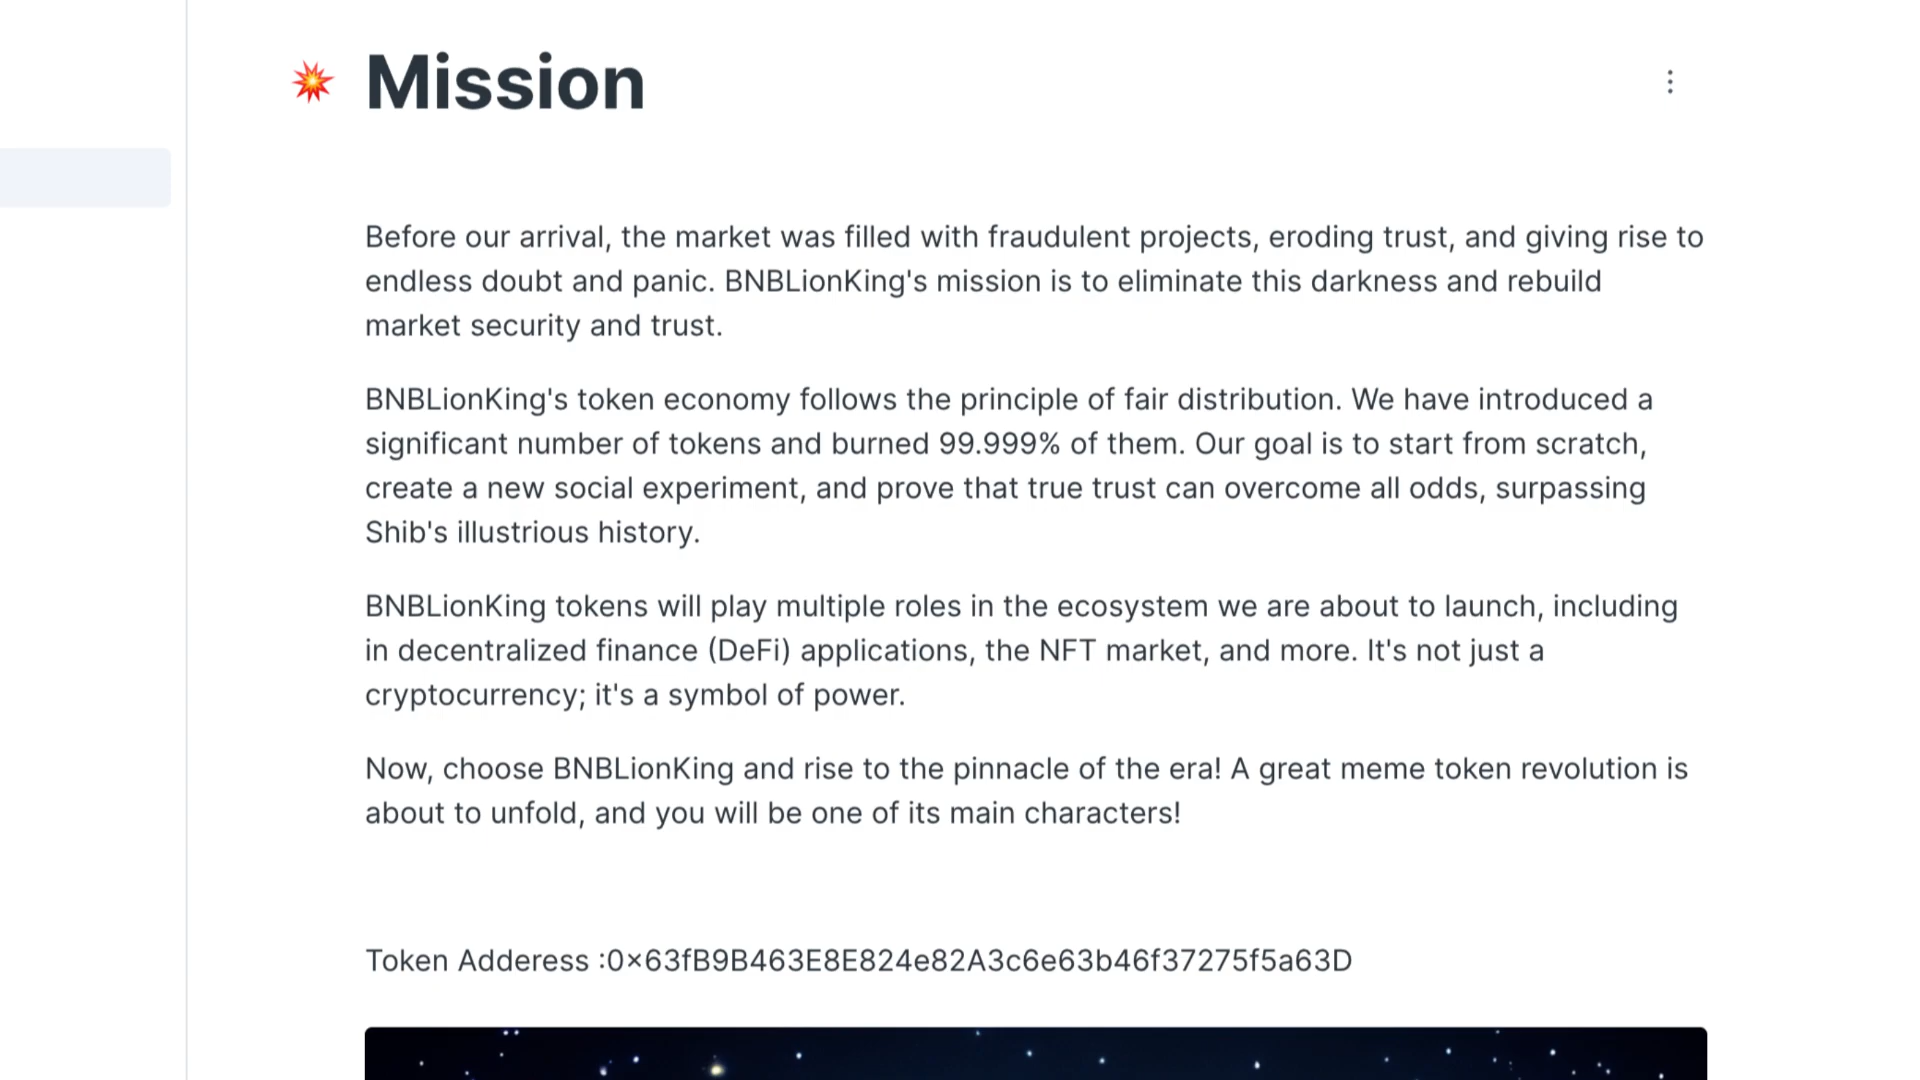 Mission
Before our arrival, the market was filled with fraudulent projects, eroding trust, and giving rise to
endless doubt and panic. BNBLionKing's mission is to eliminate this darkness and rebuild
market security and trust.
BNBLionKing's token economy follows the principle of fair distribution. We have introduced a
significant number of tokens and burned 99.999% of them. Our goal is to start from scratch,
create a new social experiment, and prove that true trust can overcome all odds, surpassing
Shib's illustrious history.
BNBLionKing tokens will play multiple roles in the ecosystem we are about to launch, including
in decentralized finance (DeFi) applications, the NFT market, and more. It's not just a
cryptocurrency; it's a symbol of power.
Now, choose BNBLionKing and rise to the pinnacle of the era! A great meme token revolution is
about to unfold, and you will be one of its main characters!
Token Adderess :0×63fB9B463E8E824e82A3c6e63b46f37275f5a63D